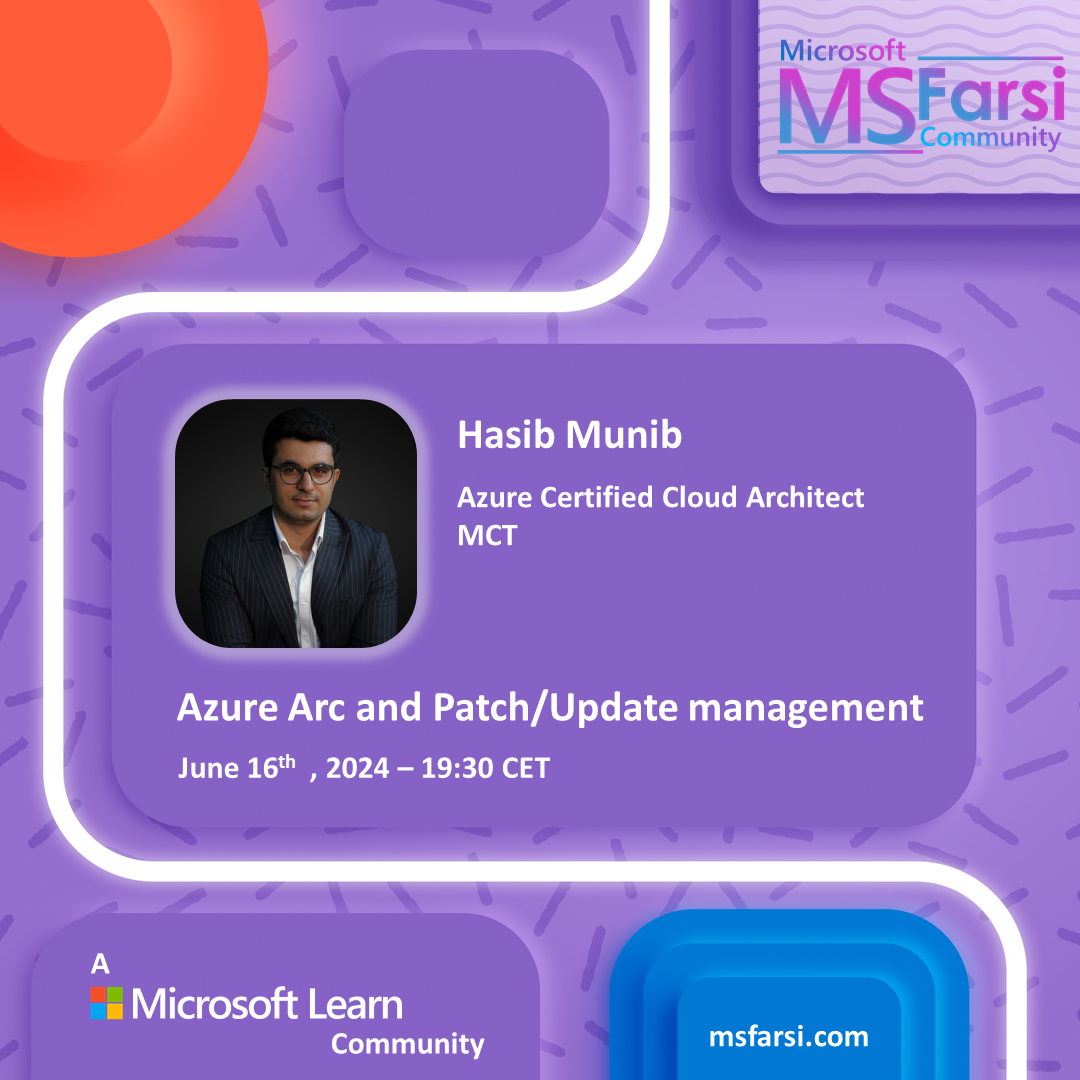 Microsoft
MSFarsi
Community
Hasib Munib
Azure Certified Cloud Architect
MCT
Azure Arc and Patch/Update management
June 16th , 2024 – 19:30 CET
A
Microsoft Learn
Community
msfarsi.com